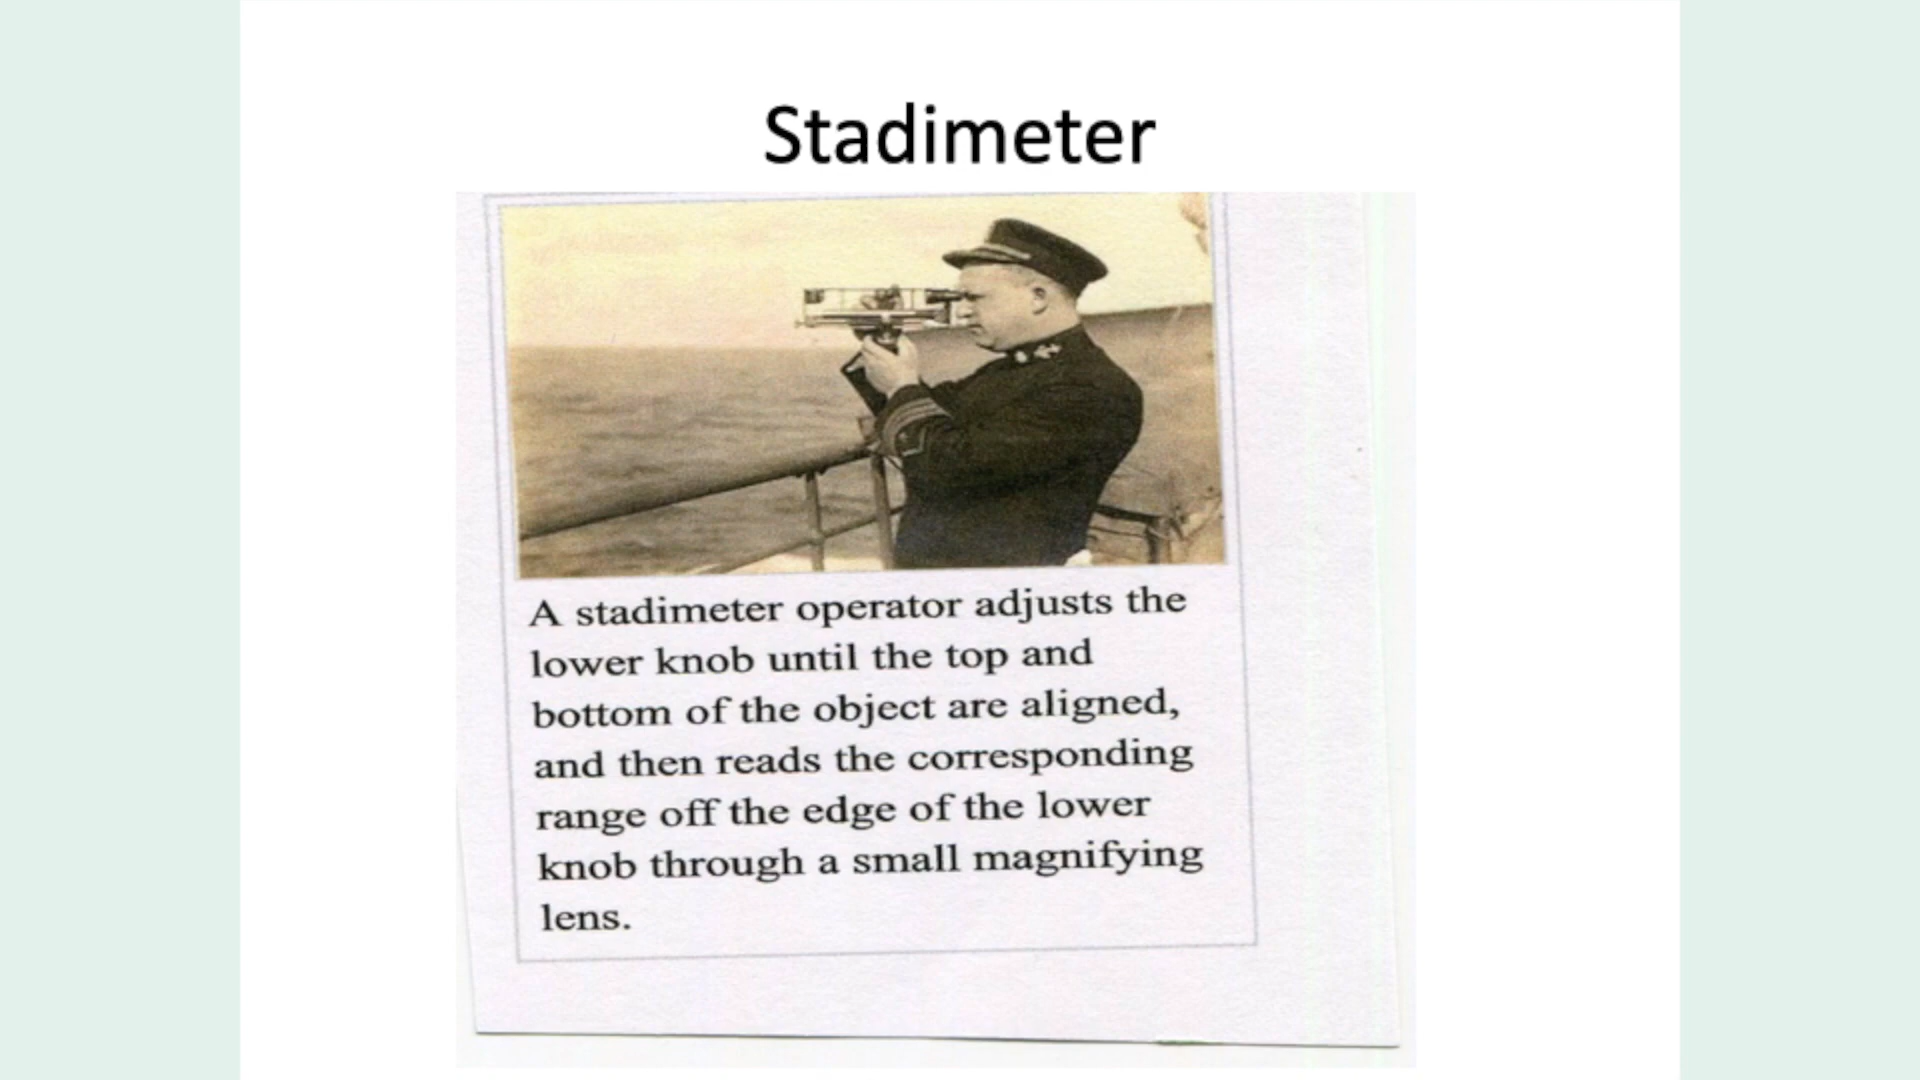 Stadimeter
A stadimeter operator adjusts the
lower knob until the top and
bottom of the object are aligned,
and then reads the corresponding
range off the edge of the lower
knob through a small magnifying
lens.